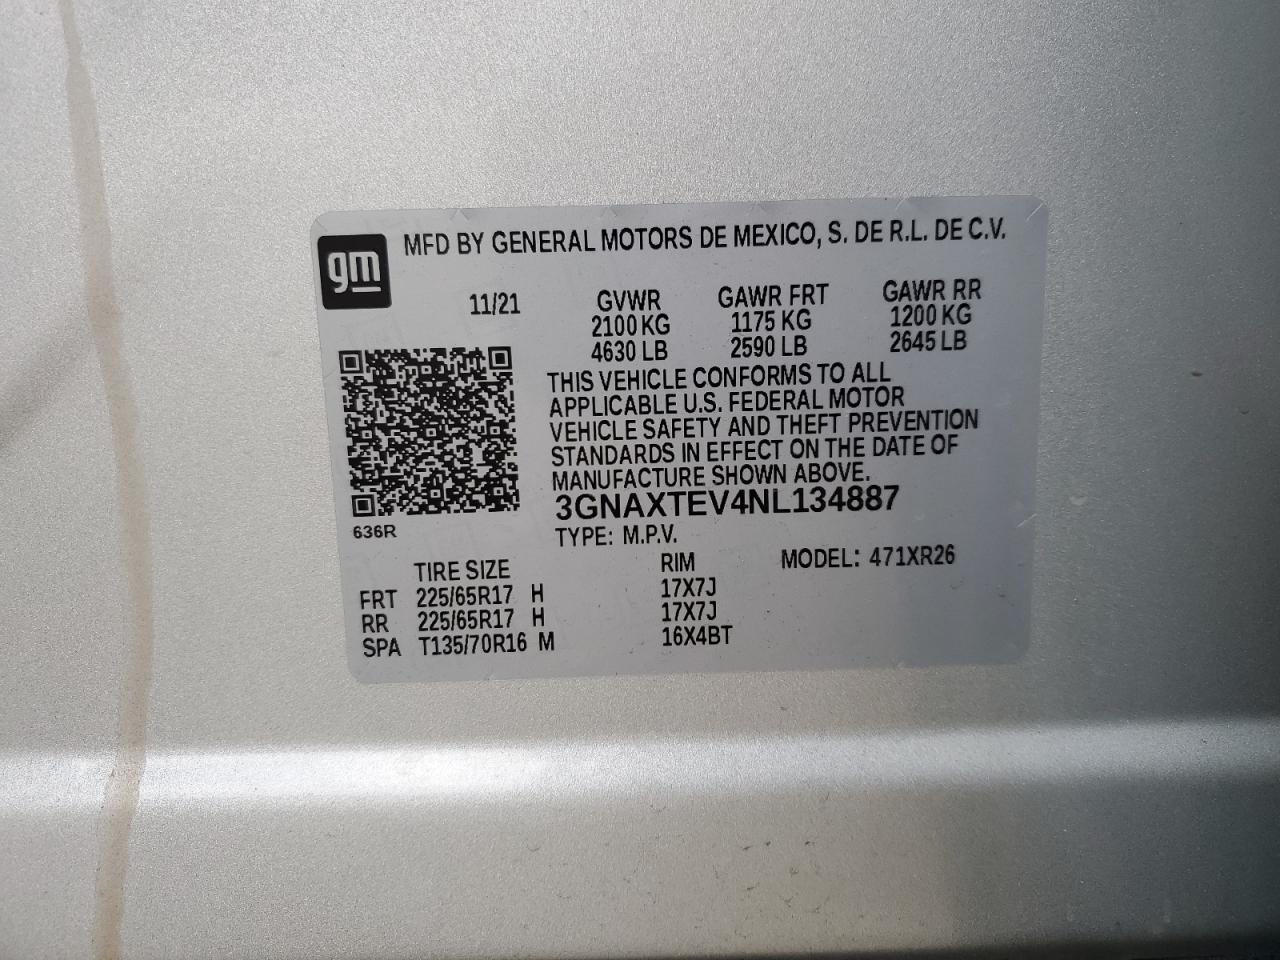 gm
MFD BY GENERAL MOTORS DE MEXICO, S. DE R.L. DE C.V.
11/21 GVWR GAWR FRT GAWR RR
2100 KG 1175 KG 1200 KG
4630 LB 2590 LB 2645 LB
THIS VEHICLE CONFORMS TO ALL
APPLICABLE U.S. FEDERAL MOTOR
VEHICLE SAFETY AND THEFT PREVENTION
STANDARDS IN EFFECT ON THE DATE OF
MANUFACTURE SHOWN ABOVE.
3GNAXTEV4NL134887
636R
TYPE: M.P.V.
TIRE SIZE RIM MODEL: 471XR26
FRT 225/65R17 H 17X7J
RR 225/65R17 H 17X7J
SPA T135/70R16 M 16X4BT